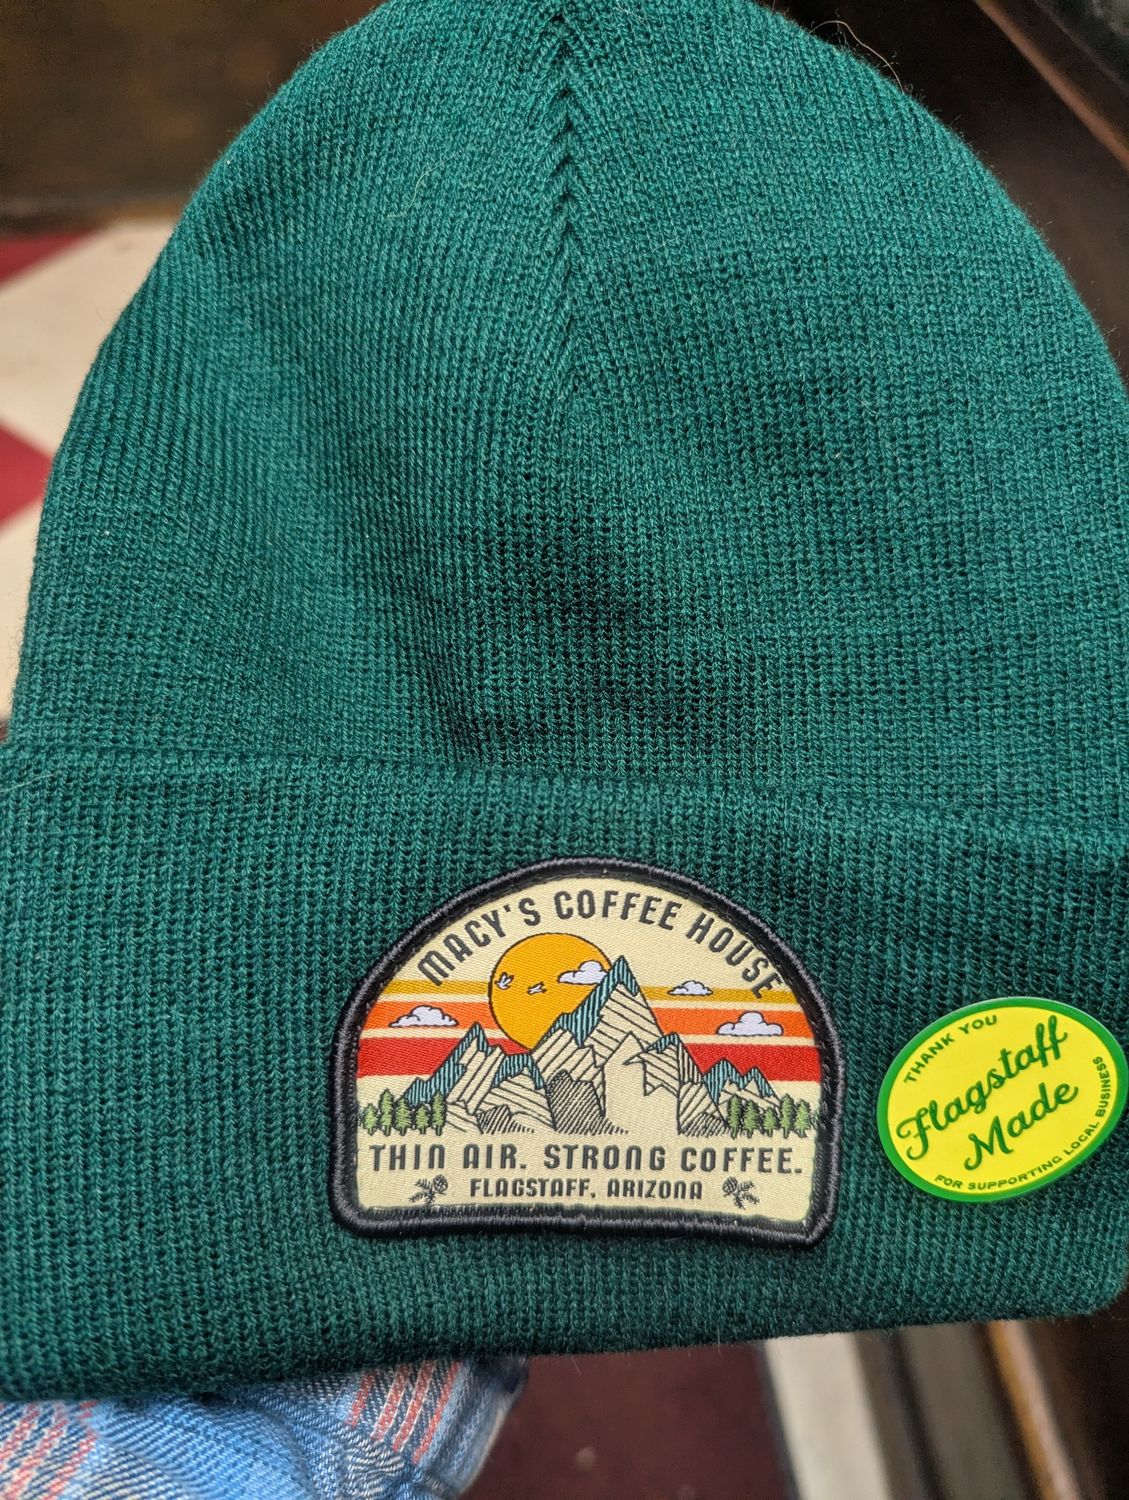 MACY'S COFFEE HOUSE
THIN AIR. STRONG COFFEE.
FLAGSTAFF, ARIZONA
THANK YOU
Flagstaff
Made
FOR SUPPORTING LOCAL BUSINESS